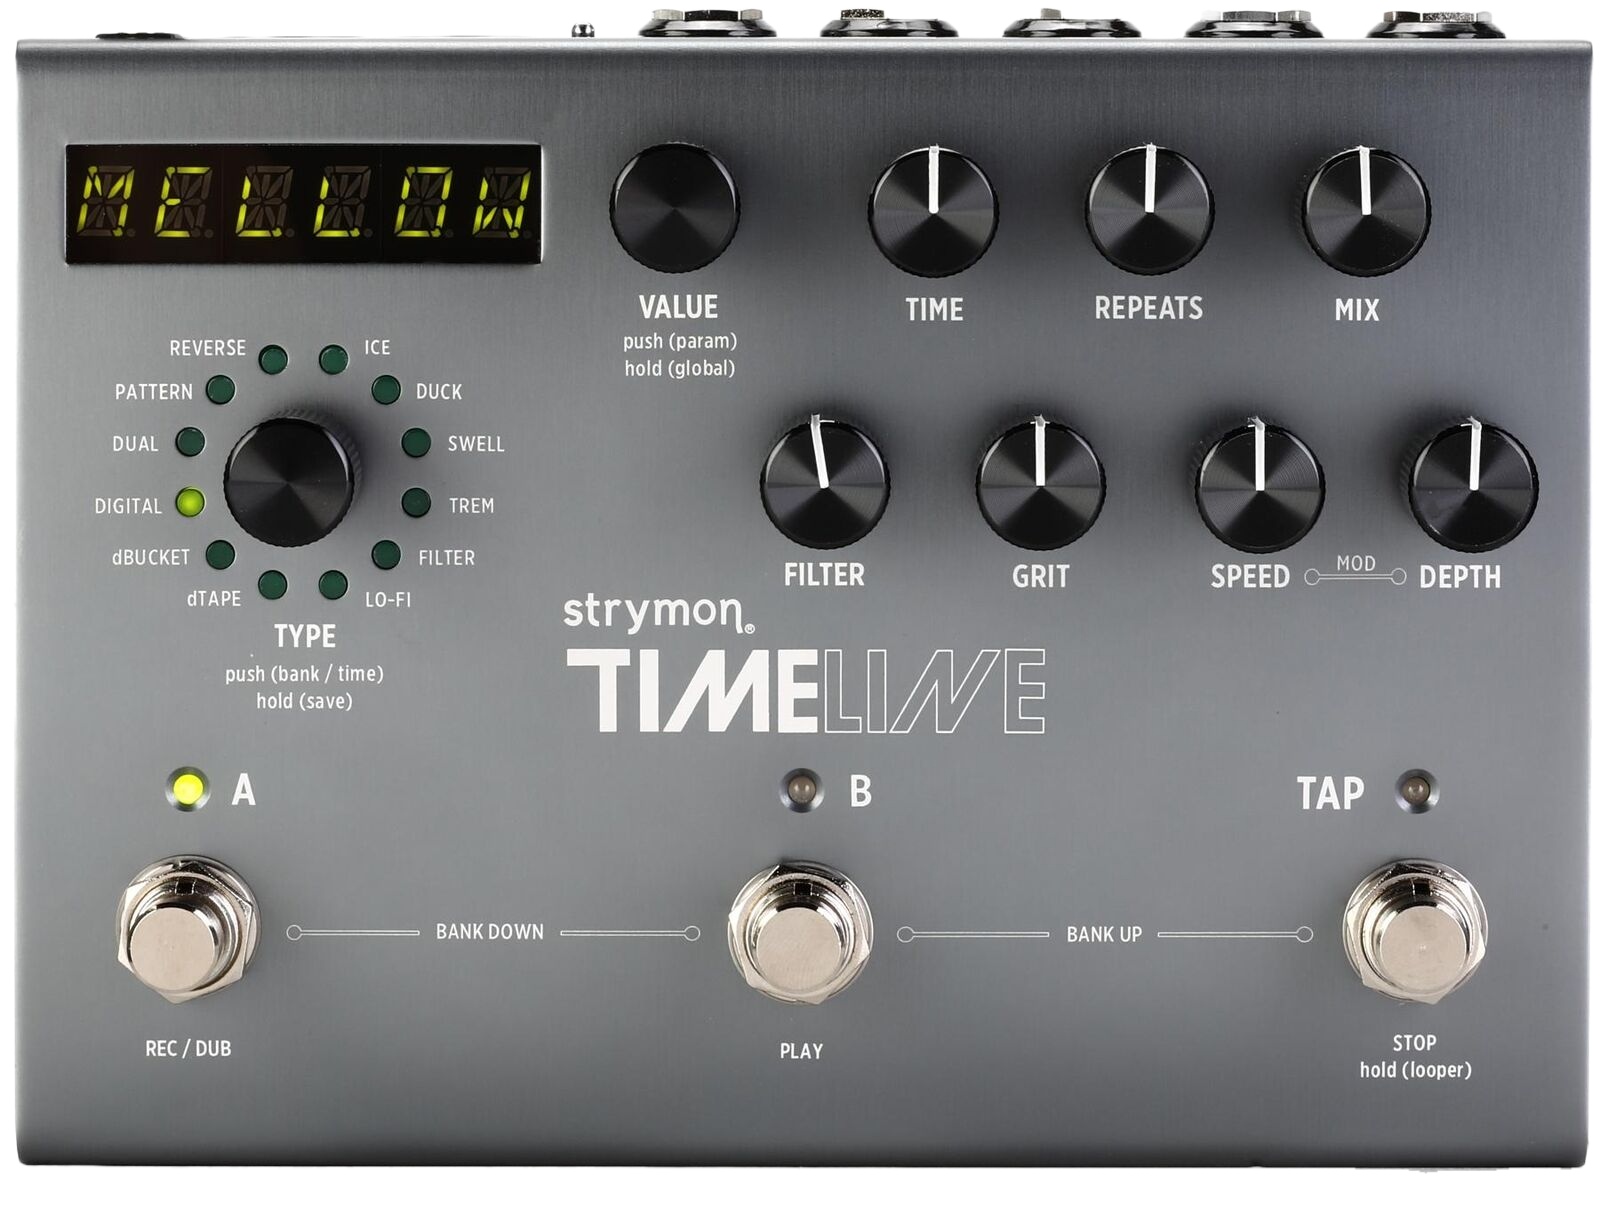 MELLOW
VALUE
push (param)
hold (global)
TIME
REPEATS
MIX
REVERSE
ICE
PATTERN
DUCK
DUAL
SWELL
DIGITAL
TREM
dBUCKET
FILTER
dTAPE
LO-FI
TYPE
push (bank / time)
hold (save)
FILTER
GRIT
SPEED
MOD
DEPTH
strymon®
TIMELINE
A
B
TAP
BANK DOWN
BANK UP
REC / DUB
PLAY
STOP
hold (looper)